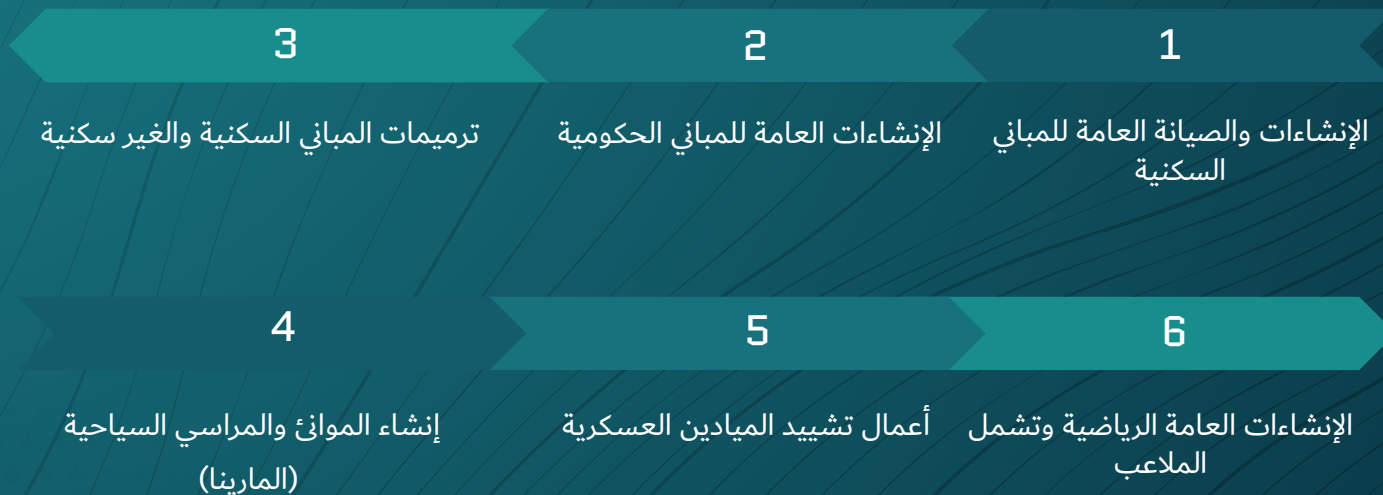 1
الإنشاءات والصيانة العامة للمباني
السكنية
2
الإنشاءات العامة للمباني الحكومية
3
ترميمات المباني السكنية والغير سكنية
4
إنشاء الموانئ والمراسي السياحية
(المارينا)
5
أعمال تشييد الميادين العسكرية
6
الإنشاءات العامة الرياضية وتشمل
الملاعب